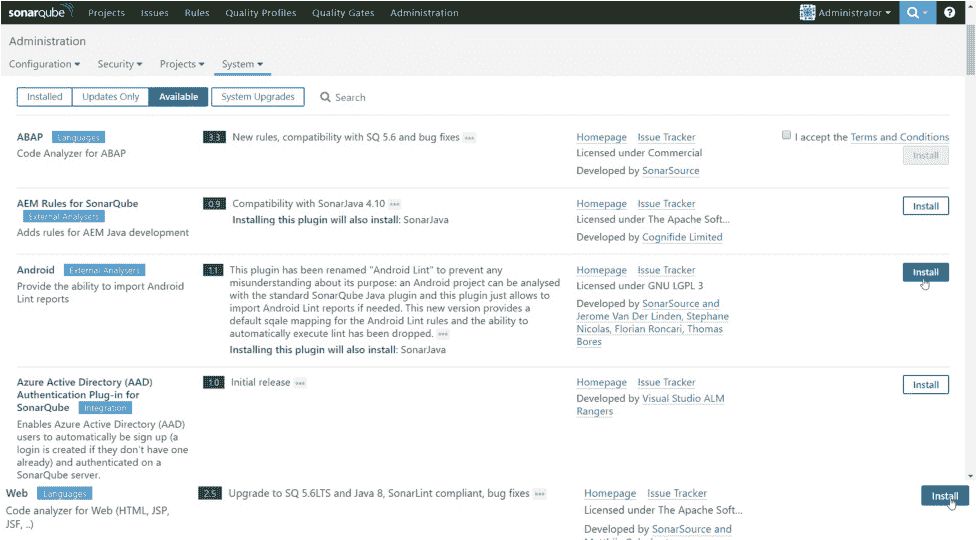 sonarqube Projects Issues Rules Quality Profiles Quality Gates Administration Administrator ?
Administration
Configuration Security Projects System
Installed Updates Only Available System Upgrades Search
ABAP Languages 3.3 New rules, compatibility with SQ 5.6 and bug fixes Homepage Issue Tracker I accept the Terms and Conditions
Code Analyzer for ABAP Licensed under Commercial Install
Developed by SonarSource
AEM Rules for SonarQube 0.9 Compatibility with SonarJava 4.10 Homepage Issue Tracker Install
External Analysers Installing this plugin will also install: SonarJava Licensed under The Apache Soft...
Adds rules for AEM Java development Developed by Cognifide Limited
Android External Analysers 1.1 This plugin has been renamed "Android Lint" to prevent any Homepage Issue Tracker Install
Provide the ability to import Android misunderstanding about its purpose: an Android project can be analysed Licensed under GNU LGPL 3
Lint reports with the standard SonarQube Java plugin and this plugin just allows to Developed by SonarSource and
import Android Lint reports if needed. This new version provides a Jerome Van Der Linden, Stephane
default sqale mapping for the Android Lint rules and the ability to Nicolas, Florian Roncari, Thomas
automatically execute lint has been dropped. Bores
Installing this plugin will also install: SonarJava
Azure Active Directory (AAD) 1.0 Initial release Homepage Issue Tracker Install
Authentication Plug-in for Developed by Visual Studio ALM
SonarQube Integration Rangers
Enables Azure Active Directory (AAD)
users to automatically be sign up (a
login is created if they don't have one
already) and authenticated on a
SonarQube server.
Web Languages 2.5 Upgrade to SQ 5.6LTS and Java 8, SonarLint compliant, bug fixes Homepage Issue Tracker Install
Code analyzer for Web (HTML, JSP, Licensed under The Apache Soft...
JSF, ..) Developed by SonarSource and